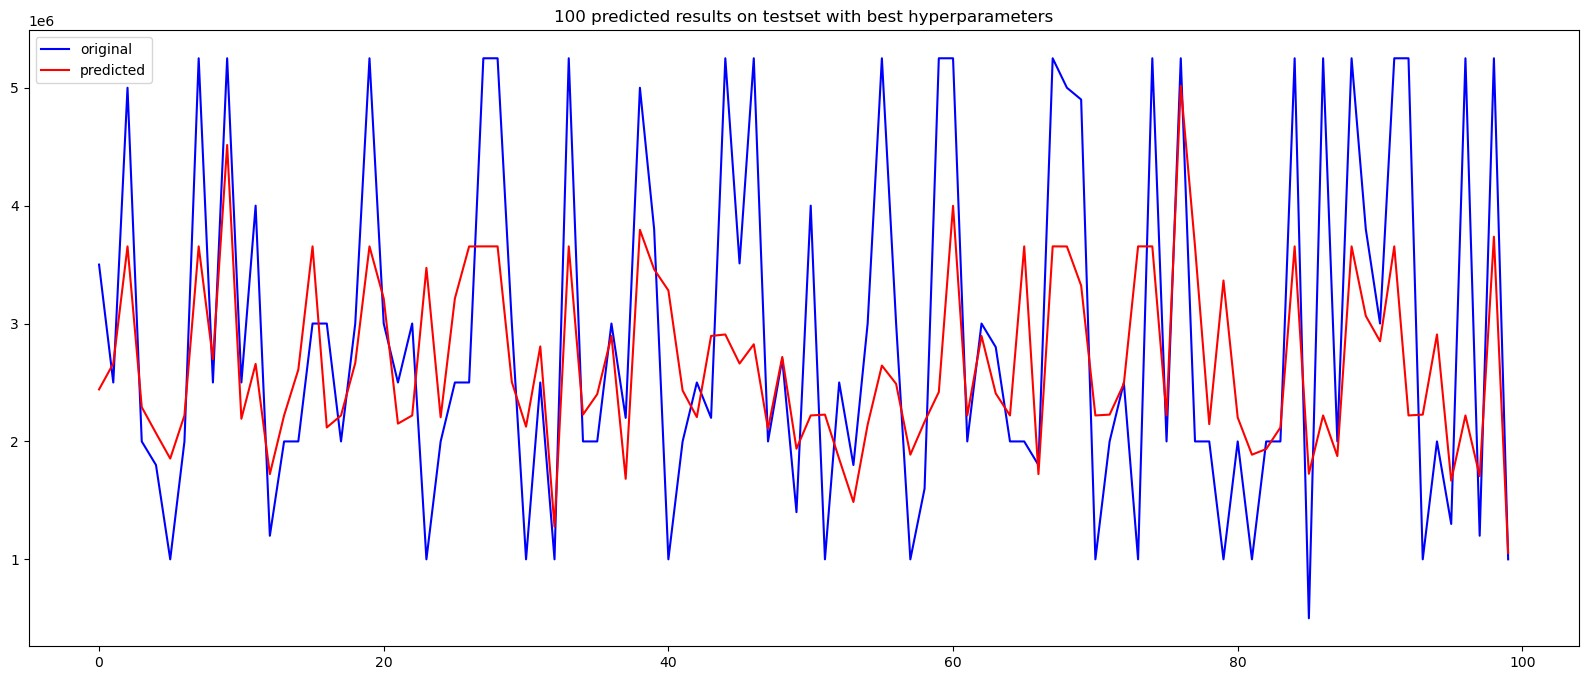 100 predicted results on testset with best hyperparameters
1e6
original
predicted
5
4
3
2
1
0 20 40 60 80 100